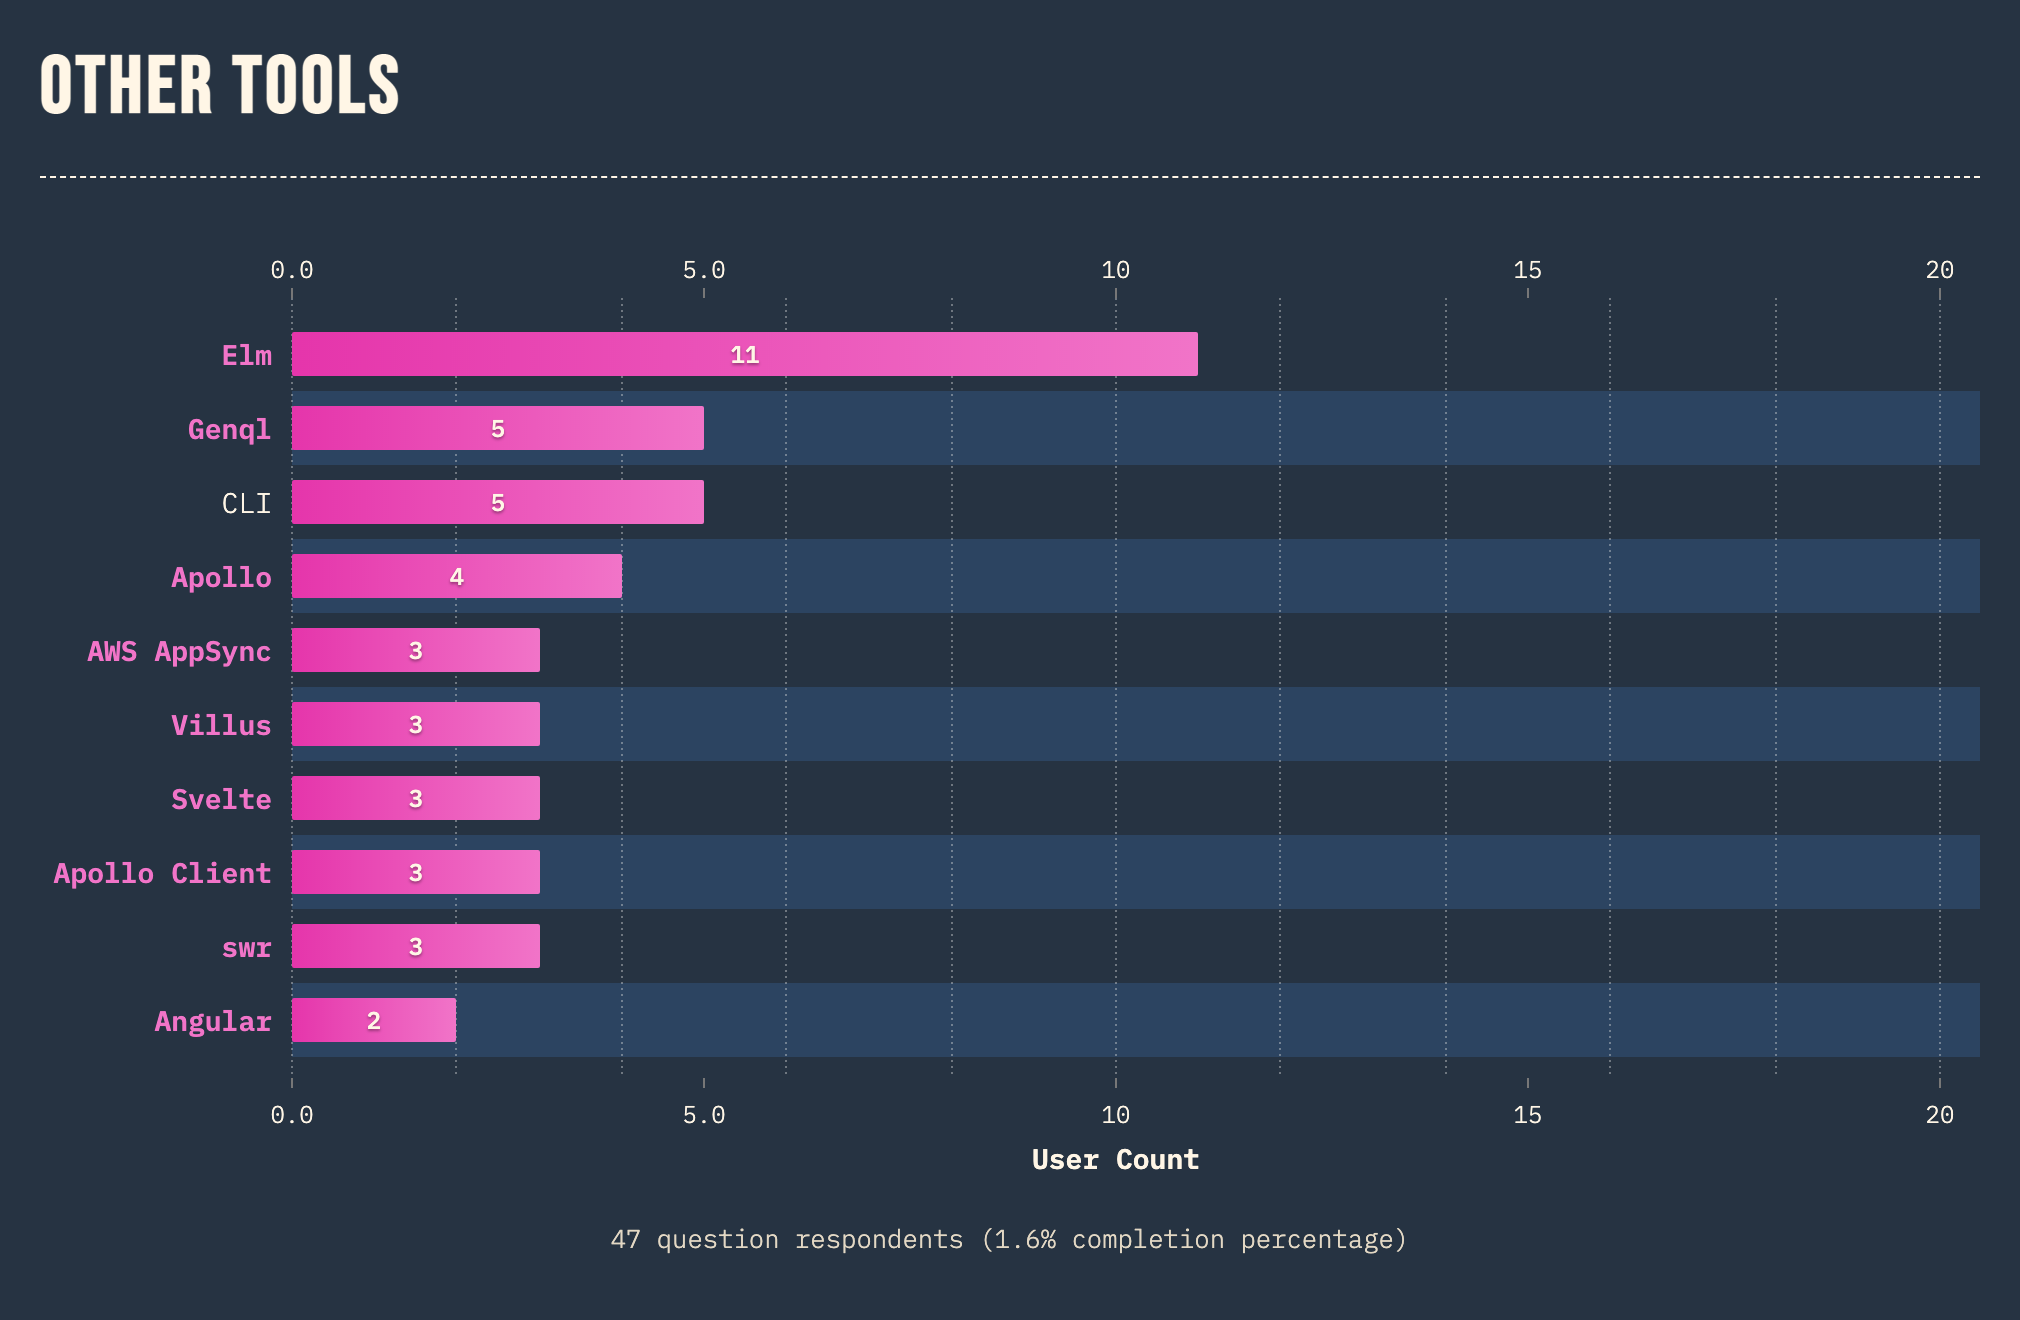 OTHER TOOLS
0.0 5.0 10 15 20
Elm 11
Genql 5
CLI 5
Apollo 4
AWS AppSync 3
Villus 3
Svelte 3
Apollo Client 3
swr 3
Angular 2
0.0 5.0 10 15 20
User Count
47 question respondents (1.6% completion percentage)